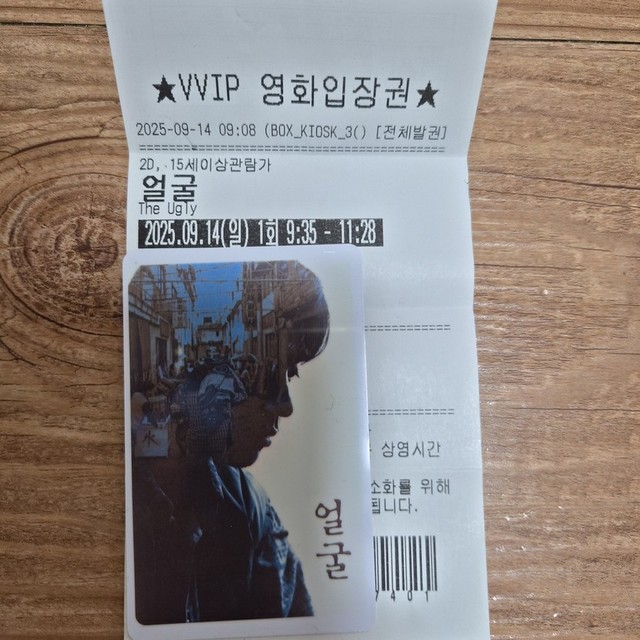 ★VVIP 영화입장권★
2025-09-14 09:08 (BOX_KIOSK_3() [전체발권]
2D, 15세이상관람가
얼굴
The Ugly
2025.09.14(일) 1회 9:35 - 11:28
상영시간
소화를 위해
됩니다.
水
얼굴